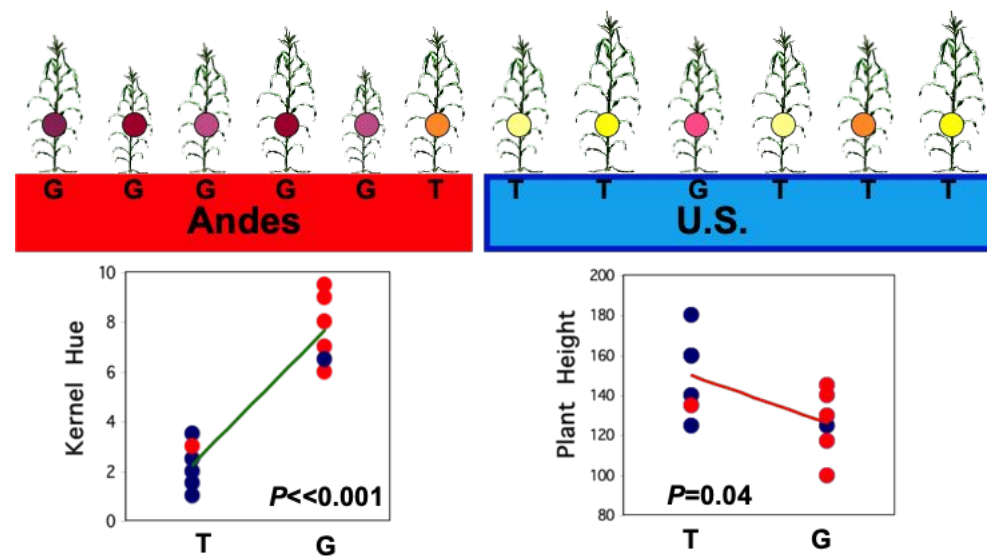 G G G G G T T T G T T T
Andes U.S.
10
8
6
4
2
0
Kernel Hue
P<<0.001
T G
200
180
160
140
120
100
80
Plant Height
P=0.04
T G